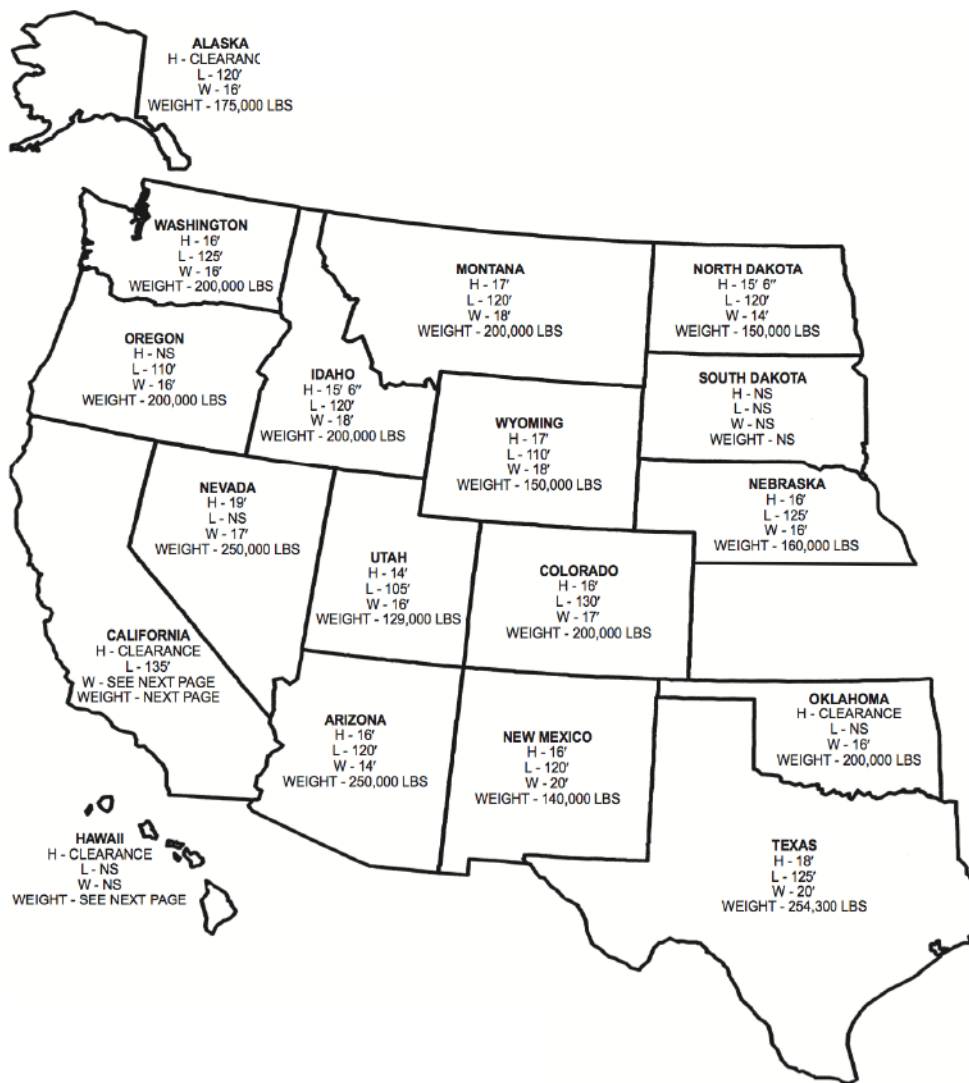 ALASKA
H - CLEARANC
L - 120′
W - 16′
WEIGHT - 175,000 LBS
WASHINGTON
H - 16′
L - 125′
W - 16′
WEIGHT - 200,000 LBS
MONTANA
H - 17′
L - 120′
W - 18′
WEIGHT - 200,000 LBS
NORTH DAKOTA
H - 15′ 6″
L - 120′
W - 14′
WEIGHT - 150,000 LBS
OREGON
H - NS
L - 110′
W - 16′
WEIGHT - 200,000 LBS
IDAHO
H - 15′ 6″
L - 120′
W - 18′
WEIGHT - 200,000 LBS
SOUTH DAKOTA
H - NS
L - NS
W - NS
WEIGHT - NS
WYOMING
H - 17′
L - 110′
W - 18′
WEIGHT - 150,000 LBS
NEBRASKA
H - 16′
L - 125′
W - 16′
WEIGHT - 160,000 LBS
NEVADA
H - 19′
L - NS
W - 17′
WEIGHT - 250,000 LBS
UTAH
H - 14′
L - 105′
W - 16′
WEIGHT - 129,000 LBS
COLORADO
H - 16′
L - 130′
W - 17″
WEIGHT - 200,000 LBS
CALIFORNIA
H - CLEARANCE
L - 135′
W - SEE NEXT PAGE
WEIGHT - NEXT PAGE
ARIZONA
H - 16′
L - 120′
W - 14′
WEIGHT - 250,000 LBS
NEW MEXICO
H - 16′
L - 120′
W - 20′
WEIGHT - 140,000 LBS
OKLAHOMA
H - CLEARANCE
L - NS
W - 16′
WEIGHT - 200,000 LBS
HAWAII
H - CLEARANCE
L - NS
W - NS
WEIGHT - SEE NEXT PAGE
TEXAS
H - 18′
L - 125′
W - 20′
WEIGHT - 254,300 LBS